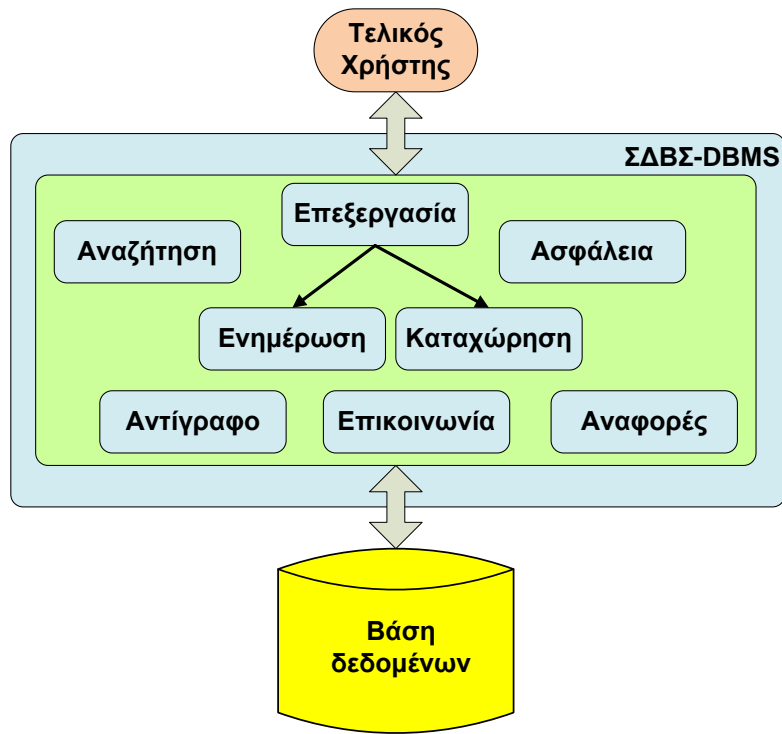 Τελικός
Χρήστης
ΣΔΒΣ-DBMS
Επεξεργασία
Αναζήτηση
Ασφάλεια
Ενημέρωση
Καταχώρηση
Αντίγραφο
Επικοινωνία
Αναφορές
Βάση
δεδομένων